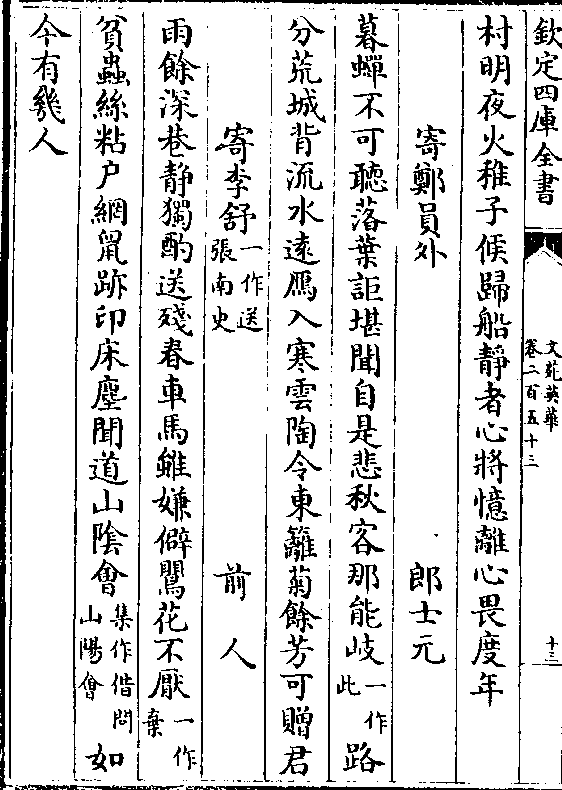 欽定四庫全書
文苑英華
卷二百五十三
十三
村明夜火稚子候歸船靜者心將憶離心畏度年
寄鄭員外 郎士元
暮蟬不可聽落葉詎堪聞自是悲秋客那能岐一作此路
分荒城背流水遠鴈入寒雲陶令東籬菊餘芳可贈君
寄李舒一作送張南史 前人
雨餘深巷靜獨酌送殘春車馬雖嫌僻鸎花不厭一作棄
貧蟲絲粘户網鼠跡印床塵聞道山隂會集作借問山陽會如
今有幾人